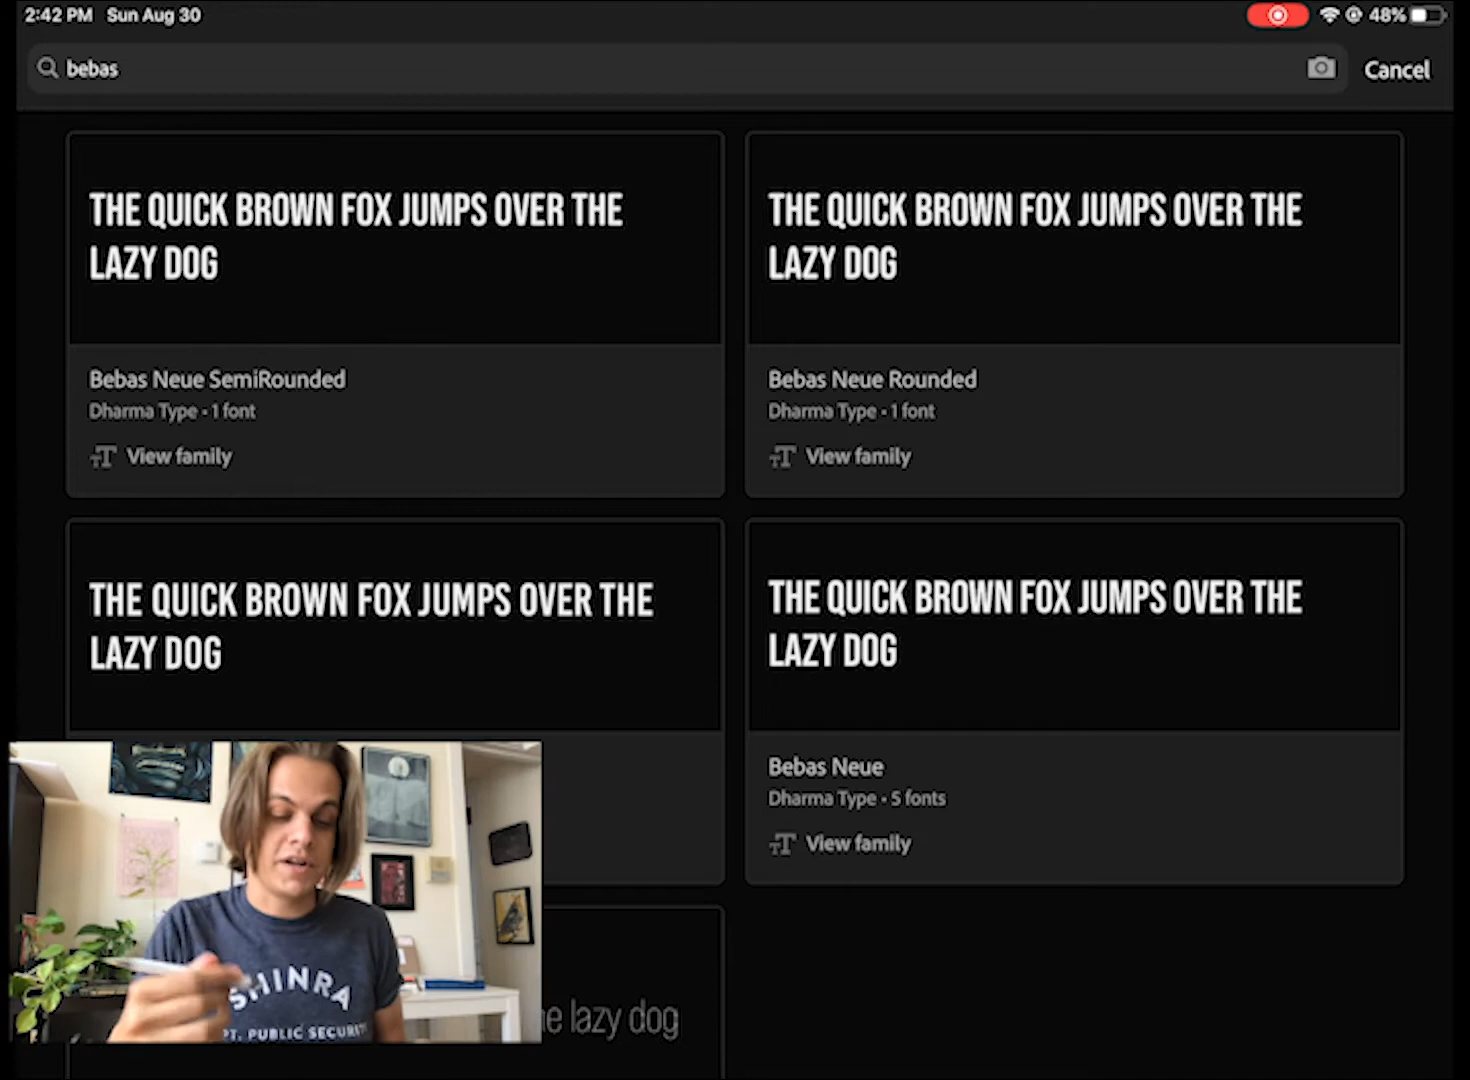 2:42 PM Sun Aug 30
48%
bebas
Cancel
THE QUICK BROWN FOX JUMPS OVER THE
LAZY DOG
Bebas Neue SemiRounded
Dharma Type • 1 font
View family
THE QUICK BROWN FOX JUMPS OVER THE
LAZY DOG
Bebas Neue Rounded
Dharma Type • 1 font
View family
THE QUICK BROWN FOX JUMPS OVER THE
LAZY DOG
THE QUICK BROWN FOX JUMPS OVER THE
LAZY DOG
Bebas Neue
Dharma Type • 5 fonts
View family
SHINRA
PUBLIC SECURITY
lazy dog